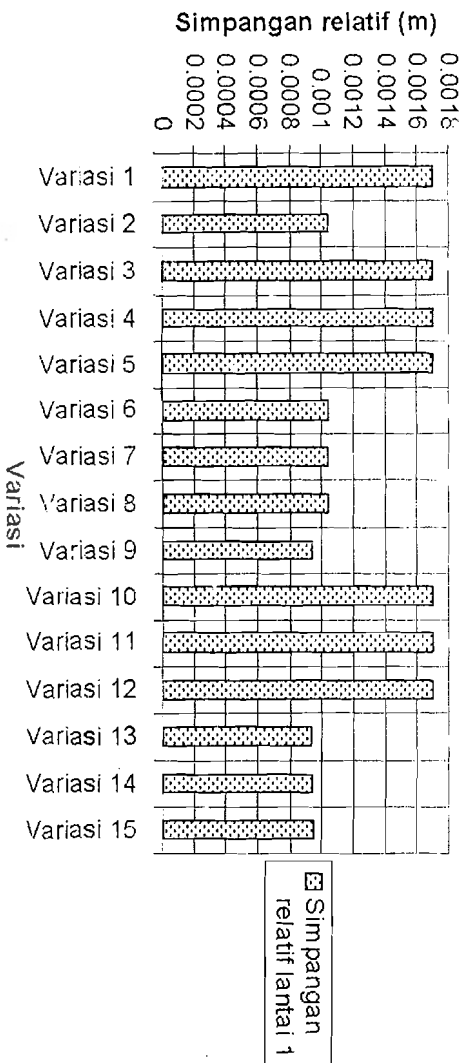 Simpangan relatif (m)
0.0018
0.0016
0.0014
0.0012
0.001
0.0008
0.0006
0.0004
0.0002
0
Variasi 1
Variasi 2
Variasi 3
Variasi 4
Variasi 5
Variasi 6
Variasi 7
Variasi 8
Variasi 9
Variasi 10
Variasi 11
Variasi 12
Variasi 13
Variasi 14
Variasi 15
Variasi
Simpangan
relatif lantai 1